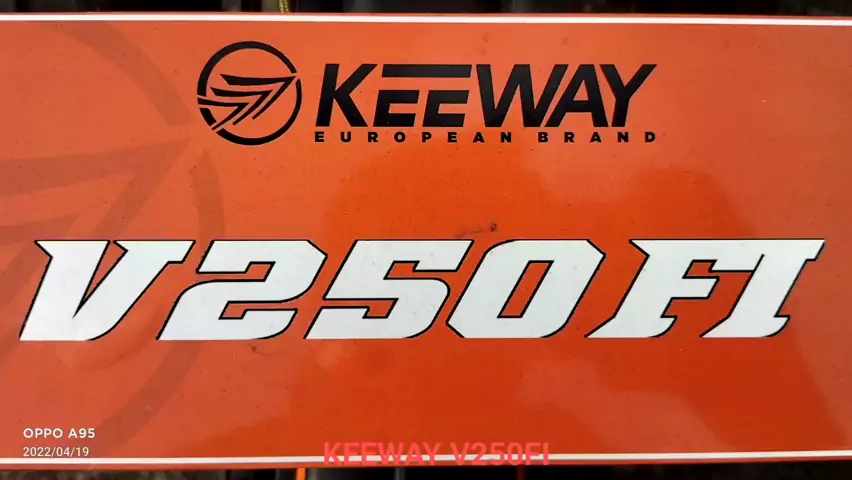 KEEWAY
EUROPEAN BRAND
V250FI
OPPO A95
2022/04/19
KEEWAY V250FI